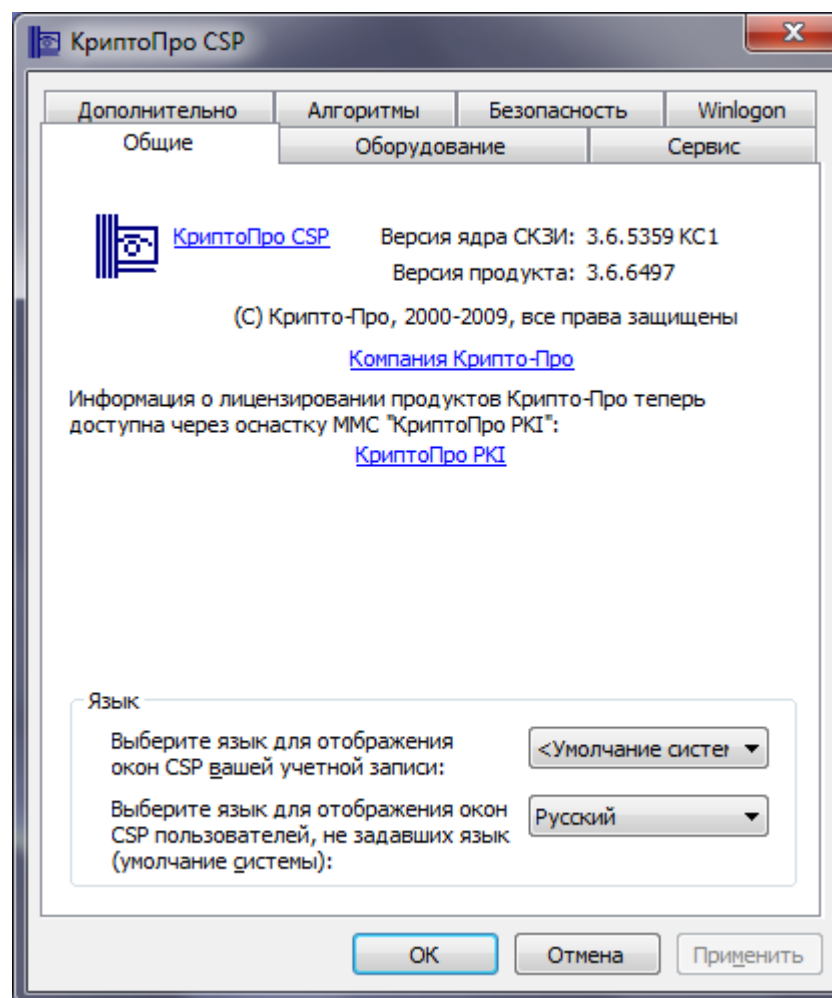 КриптоПро CSP
Дополнительно Алгоритмы Безопасность Winlogon
Общие Оборудование Сервис
КриптоПро CSP Версия ядра СКЗИ: 3.6.5359 КС1
Версия продукта: 3.6.6497
(C) Крипто-Про, 2000-2009, все права защищены
Компания Крипто-Про
Информация о лицензировании продуктов Крипто-Про теперь
доступна через оснастку MMC "КриптоПро PKI":
КриптоПро PKI
Язык
Выберите язык для отображения
окон CSP вашей учетной записи:
<Умолчание систем
Выберите язык для отображения окон
CSP пользователей, не задавших язык
(умолчание системы):
Русский
ОК Отмена Применить